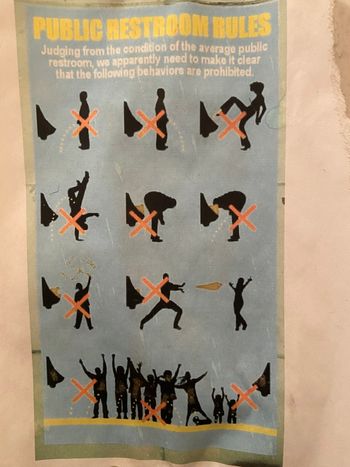 PUBLIC RESTROOM RULES
Judging from the condition of the average public
restroom, we apparently need to make it clear
that the following behaviors are prohibited.